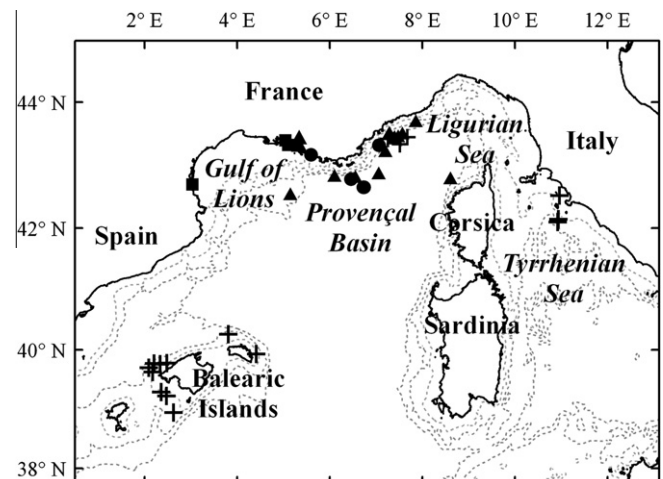 2° E 4° E 6° E 8° E 10° E 12° E
44° N
France
Italy
Ligurian
Sea
Gulf of
Lions
Provençal
Basin
42° N
Corsica
Spain
Tyrrhenian
Sea
Sardinia
40° N
Balearic
Islands
38° N